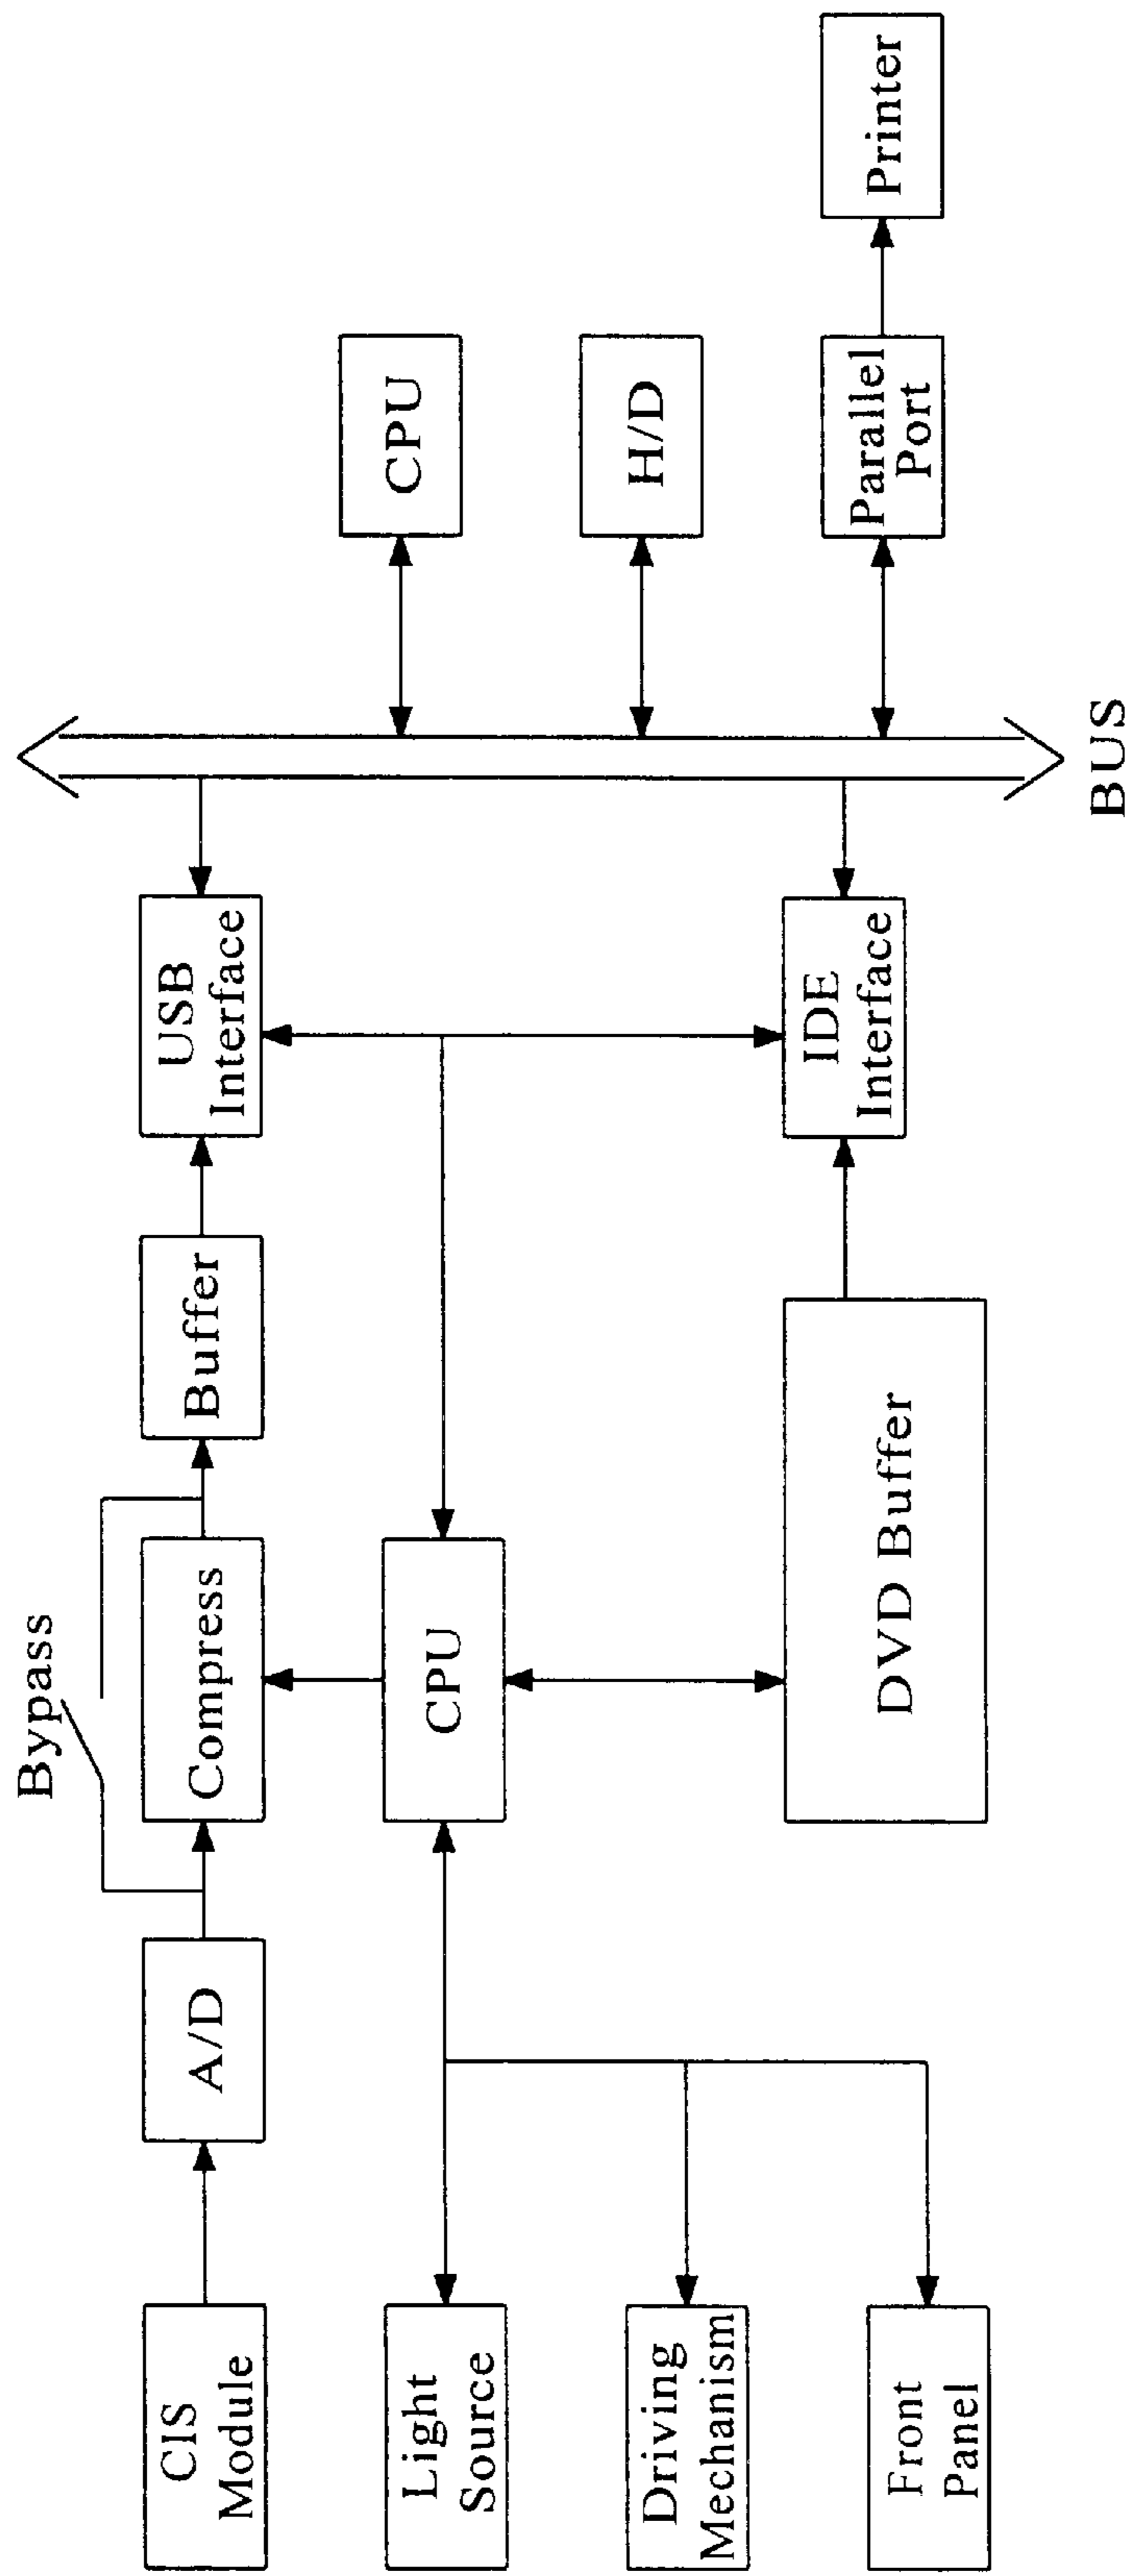 Bypass
CIS
Module
A/D
Compress
Buffer
USB
Interface
Light
Source
CPU
CPU
Driving
Mechanism
H/D
Front
Panel
DVD Buffer
IDE
Interface
Parallel
Port
Printer
BUS